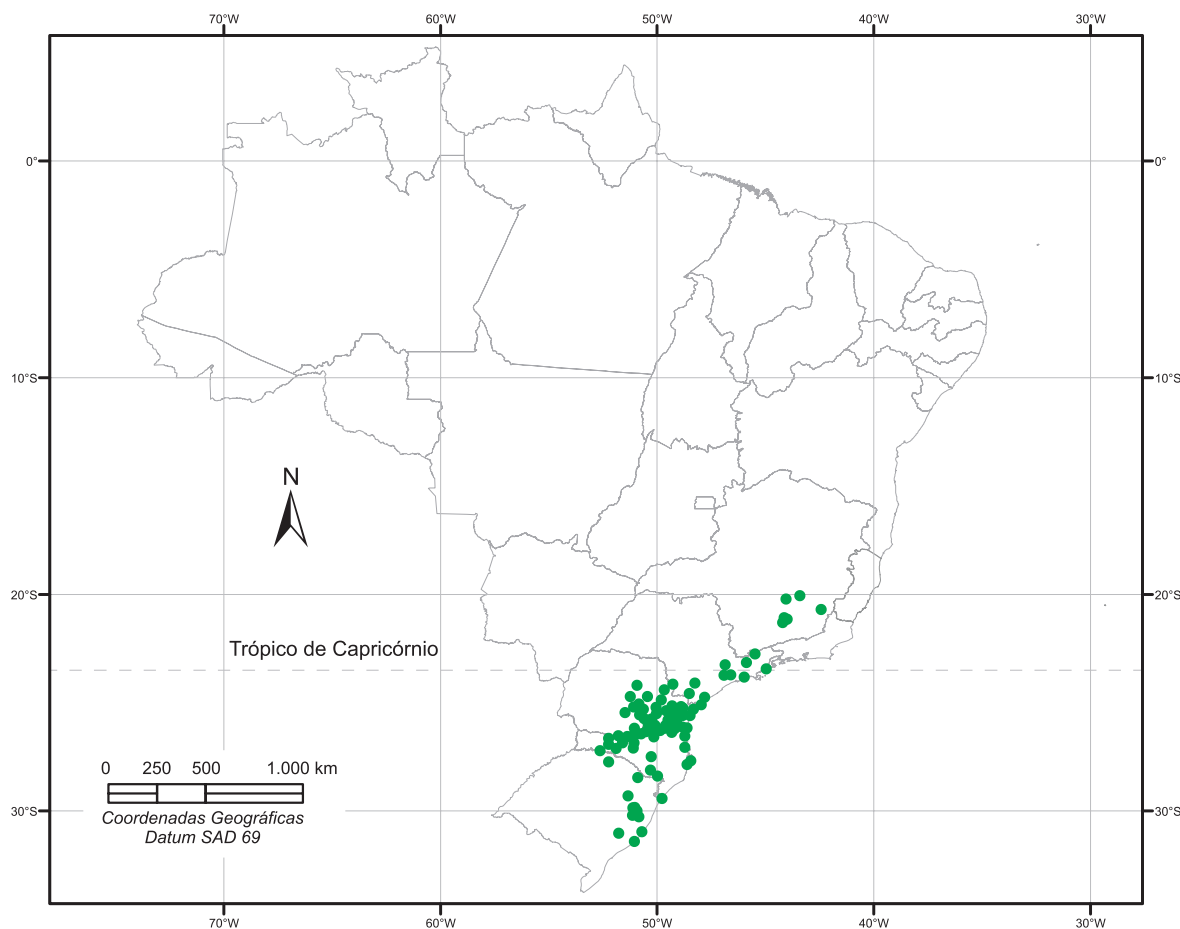 70°W 60°W 50°W 40°W 30°W
0° 0°
10°S 10°S
N
20°S 20°S
Trópico de Capricórnio
0 250 500 1.000 km
30°S 30°S
Coordenadas Geográficas
Datum SAD 69
70°W 60°W 50°W 40°W 30°W